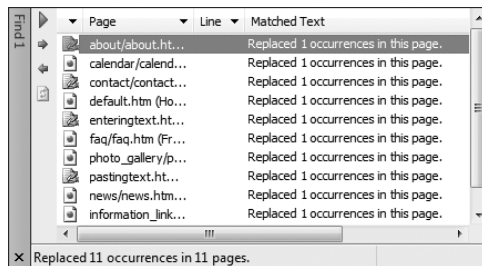 Find 1
Page Line Matched Text
about/about.ht... Replaced 1 occurrences in this page.
calendar/calend... Replaced 1 occurrences in this page.
contact/contact... Replaced 1 occurrences in this page.
default.htm (Ho... Replaced 1 occurrences in this page.
enteringtext.ht... Replaced 1 occurrences in this page.
faq/faq.htm (Fr... Replaced 1 occurrences in this page.
photo_gallery/p... Replaced 1 occurrences in this page.
pastingtext.ht... Replaced 1 occurrences in this page.
news/news.htm... Replaced 1 occurrences in this page.
information_link... Replaced 1 occurrences in this page.
Replaced 11 occurrences in 11 pages.